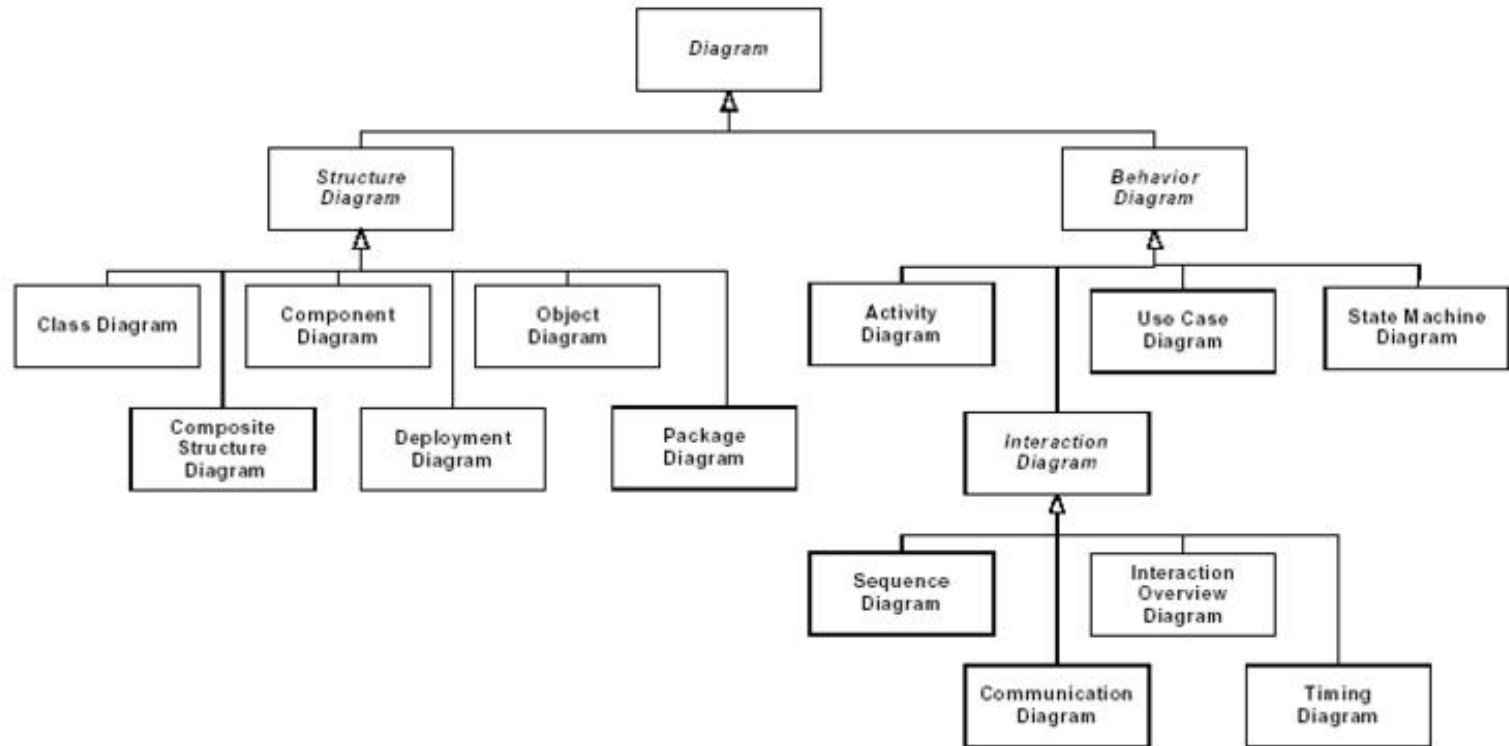 Diagram
Structure
Diagram
Behavior
Diagram
Class Diagram
Component
Diagram
Object
Diagram
Activity
Diagram
Use Case
Diagram
State Machine
Diagram
Composite
Structure
Diagram
Deployment
Diagram
Package
Diagram
Interaction
Diagram
Sequence
Diagram
Interaction
Overview
Diagram
Communication
Diagram
Timing
Diagram